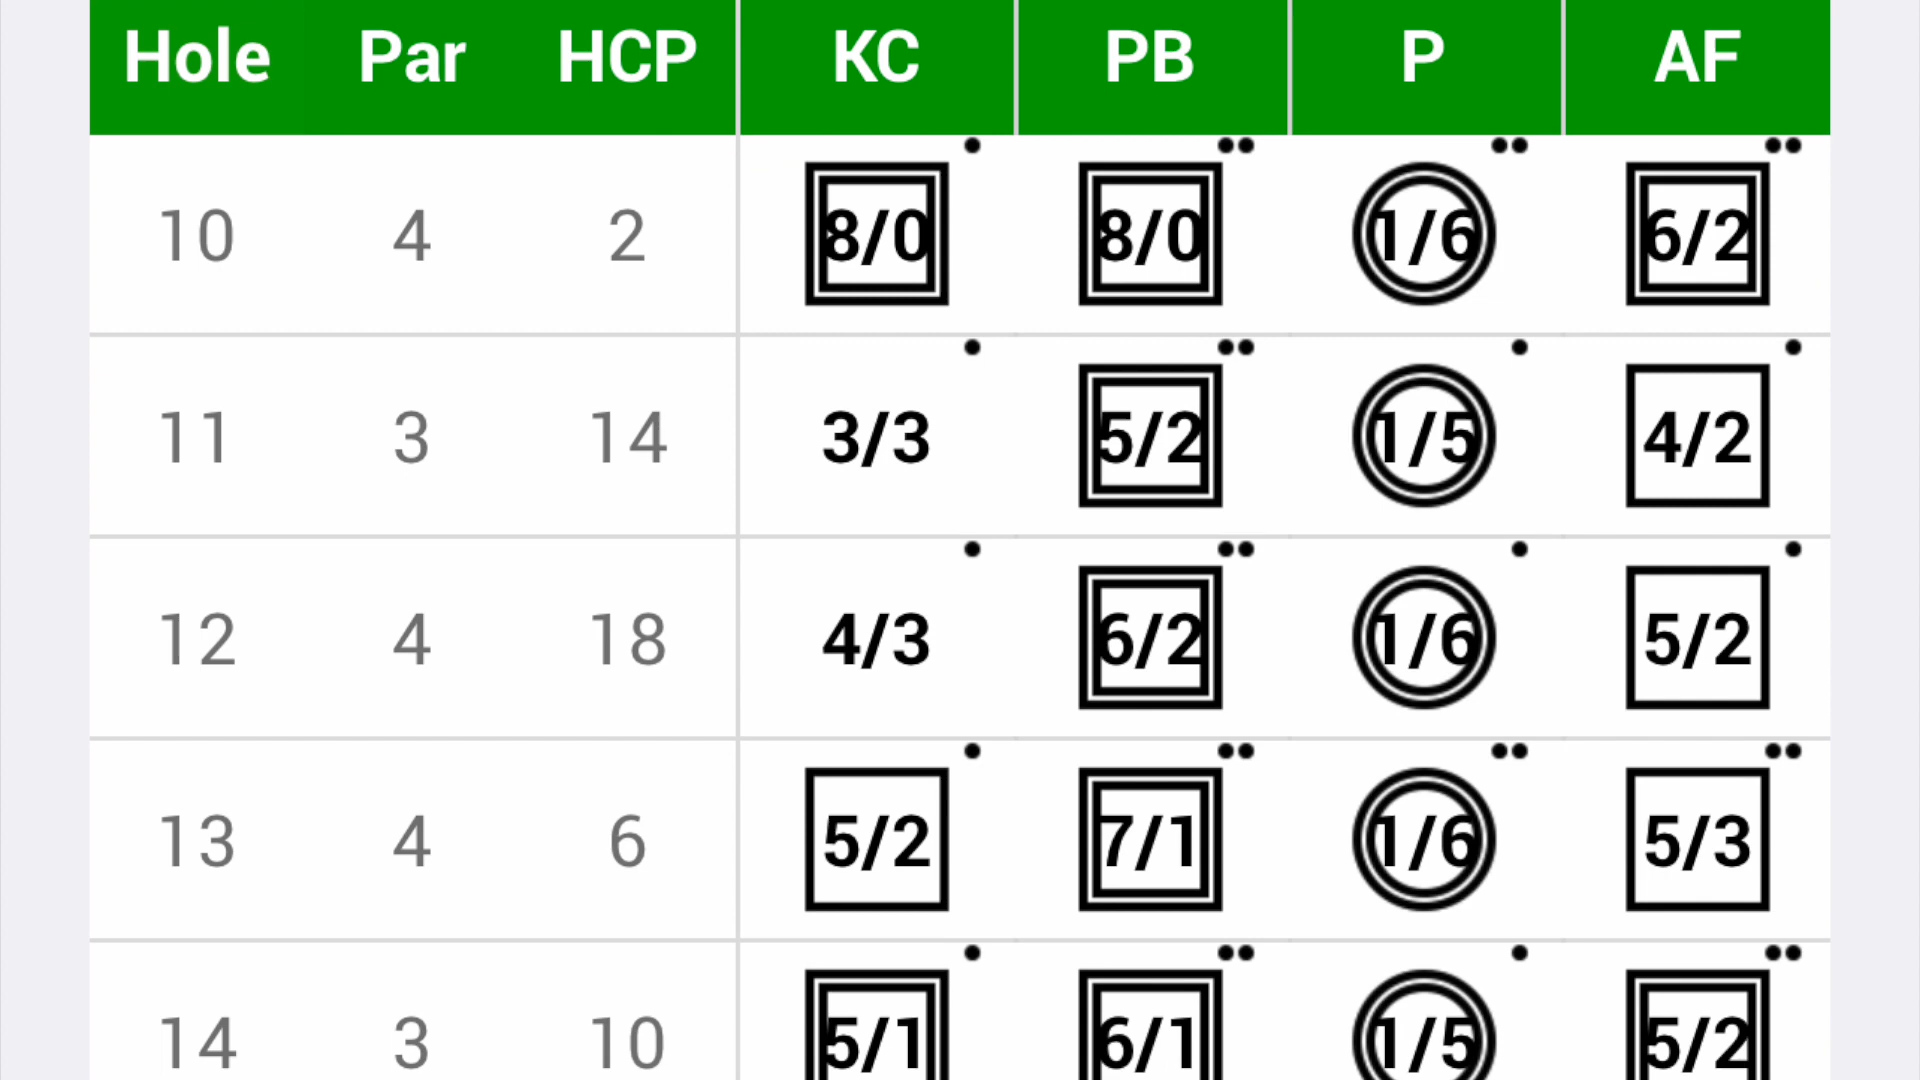 Hole Par HCP KC PB P AF
10 4 2 8/0 8/0 1/6 6/2
11 3 14 3/3 5/2 1/5 4/2
12 4 18 4/3 6/2 1/6 5/2
13 4 6 5/2 7/1 1/6 5/3
14 3 10 5/1 6/1 1/5 5/2